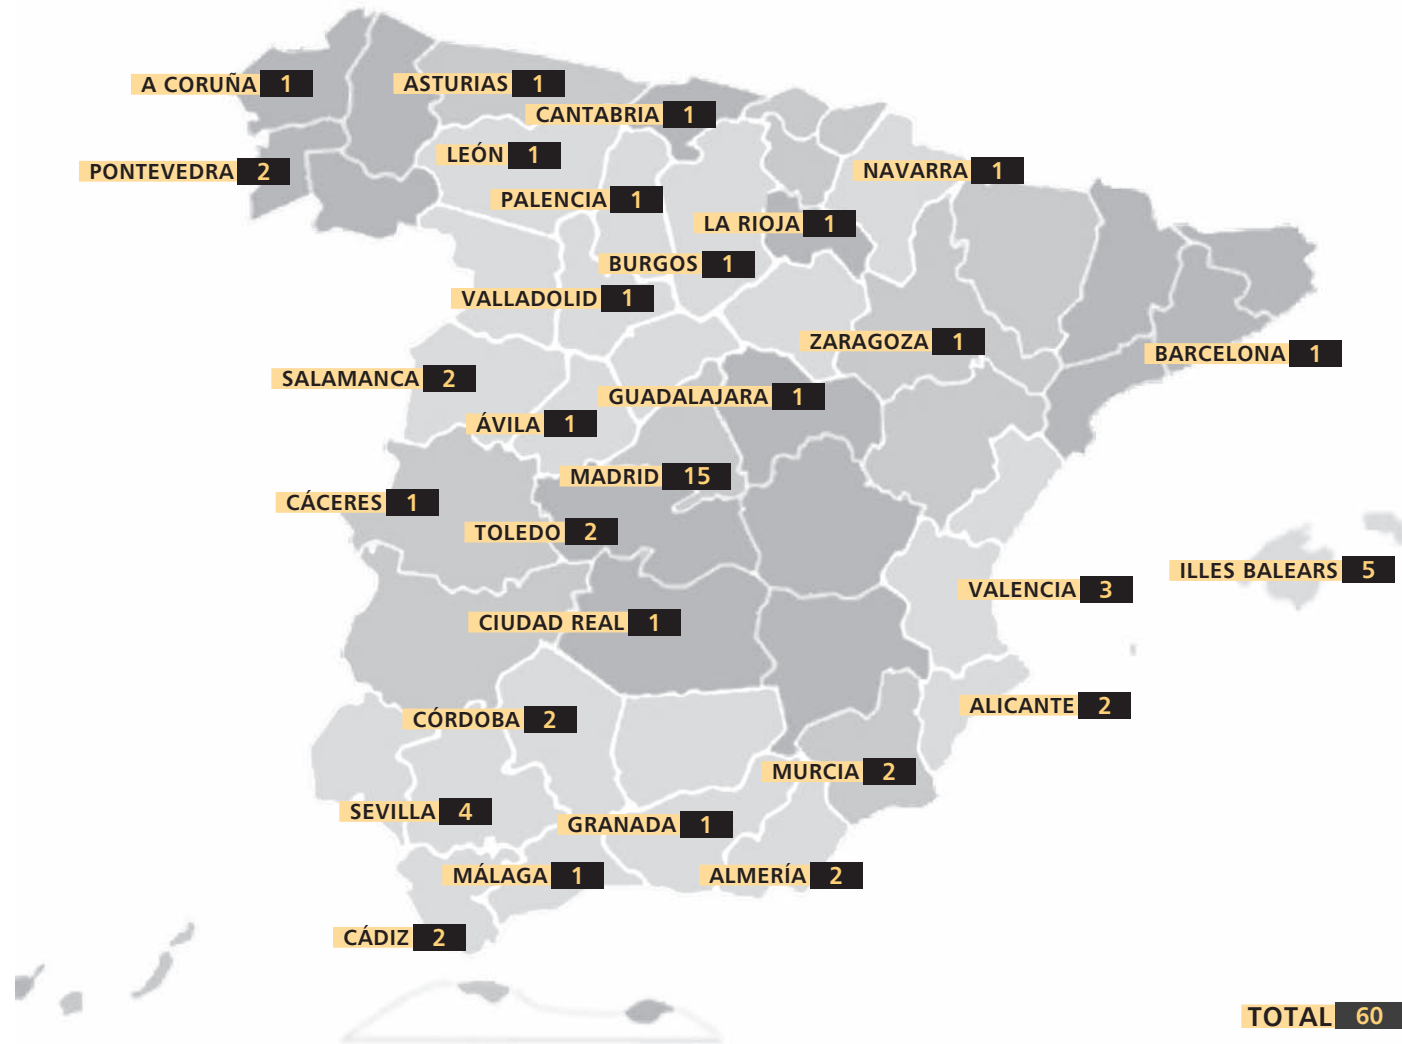 A CORUÑA 1
ASTURIAS 1
CANTABRIA 1
LEÓN 1
PONTEVEDRA 2
NAVARRA 1
PALENCIA 1
LA RIOJA 1
BURGOS 1
VALLADOLID 1
ZARAGOZA 1
BARCELONA 1
SALAMANCA 2
GUADALAJARA 1
ÁVILA 1
MADRID 15
CÁCERES 1
TOLEDO 2
ILLES BALEARS 5
VALENCIA 3
CIUDAD REAL 1
ALICANTE 2
CÓRDOBA 2
MURCIA 2
SEVILLA 4
GRANADA 1
MÁLAGA 1
ALMERÍA 2
CÁDIZ 2
TOTAL 60